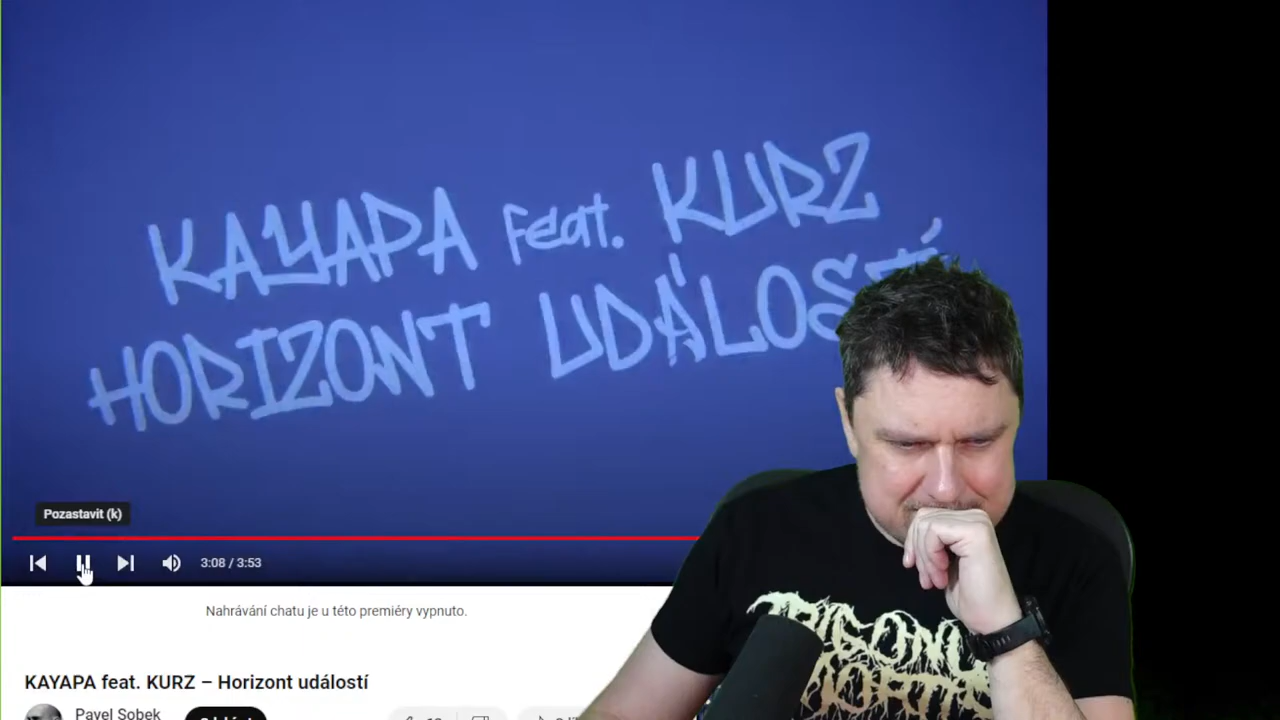 KAYAPA feat. KURZ
HORIZONT UDÁLOSTÍ
Pozastavit (k)
3:08 / 3:53
Nahrávání chatu je u této premiéry vypnuto.
KAYAPA feat. KURZ – Horizont událostí
Pavel Sobek